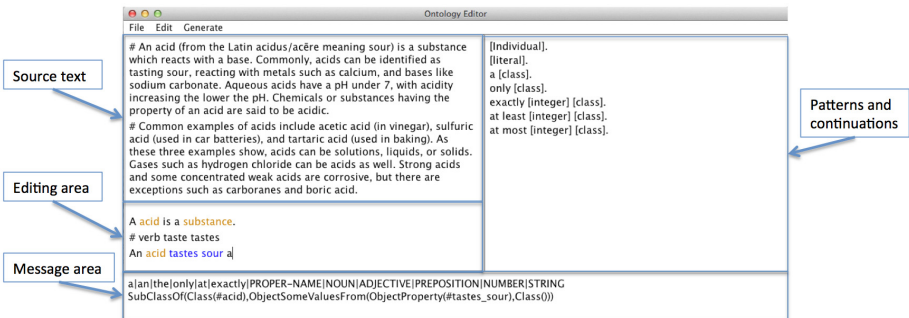 Ontology Editor
File Edit Generate
Source text
# An acid (from the Latin acidus/acēre meaning sour) is a substance
which reacts with a base. Commonly, acids can be identified as
tasting sour, reacting with metals such as calcium, and bases like
sodium carbonate. Aqueous acids have a pH under 7, with acidity
increasing the lower the pH. Chemicals or substances having the
property of an acid are said to be acidic.
# Common examples of acids include acetic acid (in vinegar), sulfuric
acid (used in car batteries), and tartaric acid (used in baking). As
these three examples show, acids can be solutions, liquids, or solids.
Gases such as hydrogen chloride can be acids as well. Strong acids
and some concentrated weak acids are corrosive, but there are
exceptions such as carboranes and boric acid.
[Individual].
[literal].
a [class].
only [class].
exactly [integer] [class].
at least [integer] [class].
at most [integer] [class].
Patterns and
continuations
Editing area
A acid is a substance.
# verb taste tastes
An acid tastes sour a
Message area
a|an|the|only|at|exactly|PROPER-NAME|NOUN|ADJECTIVE|PREPOSITION|NUMBER|STRING
SubClassOf(Class(#acid),ObjectSomeValuesFrom(ObjectProperty(#tastes_sour),Class()))